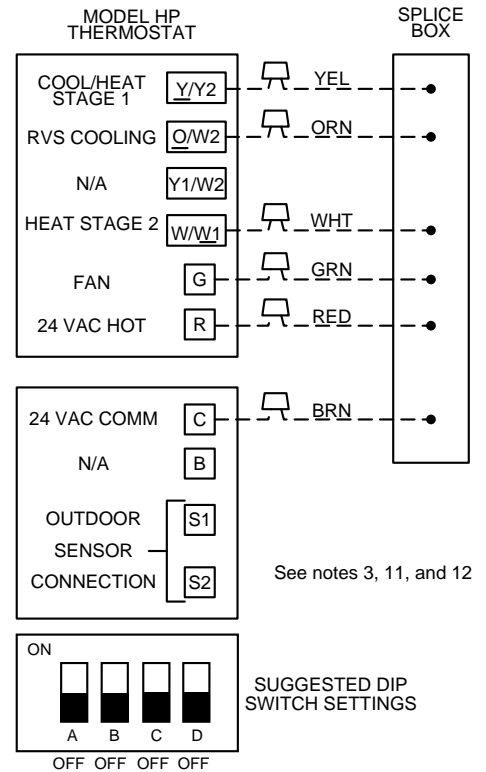 MODEL HP
THERMOSTAT
SPLICE
BOX
COOL/HEAT
STAGE 1
Y/Y2
YEL
RVS COOLING
O/W2
ORN
N/A
Y1/W2
HEAT STAGE 2
W/W1
WHT
FAN
G
GRN
24 VAC HOT
R
RED
24 VAC COMM
C
BRN
N/A
B
OUTDOOR
S1
SENSOR
CONNECTION
S2
See notes 3, 11, and 12
ON
A B C D
OFF OFF OFF OFF
SUGGESTED DIP
SWITCH SETTINGS